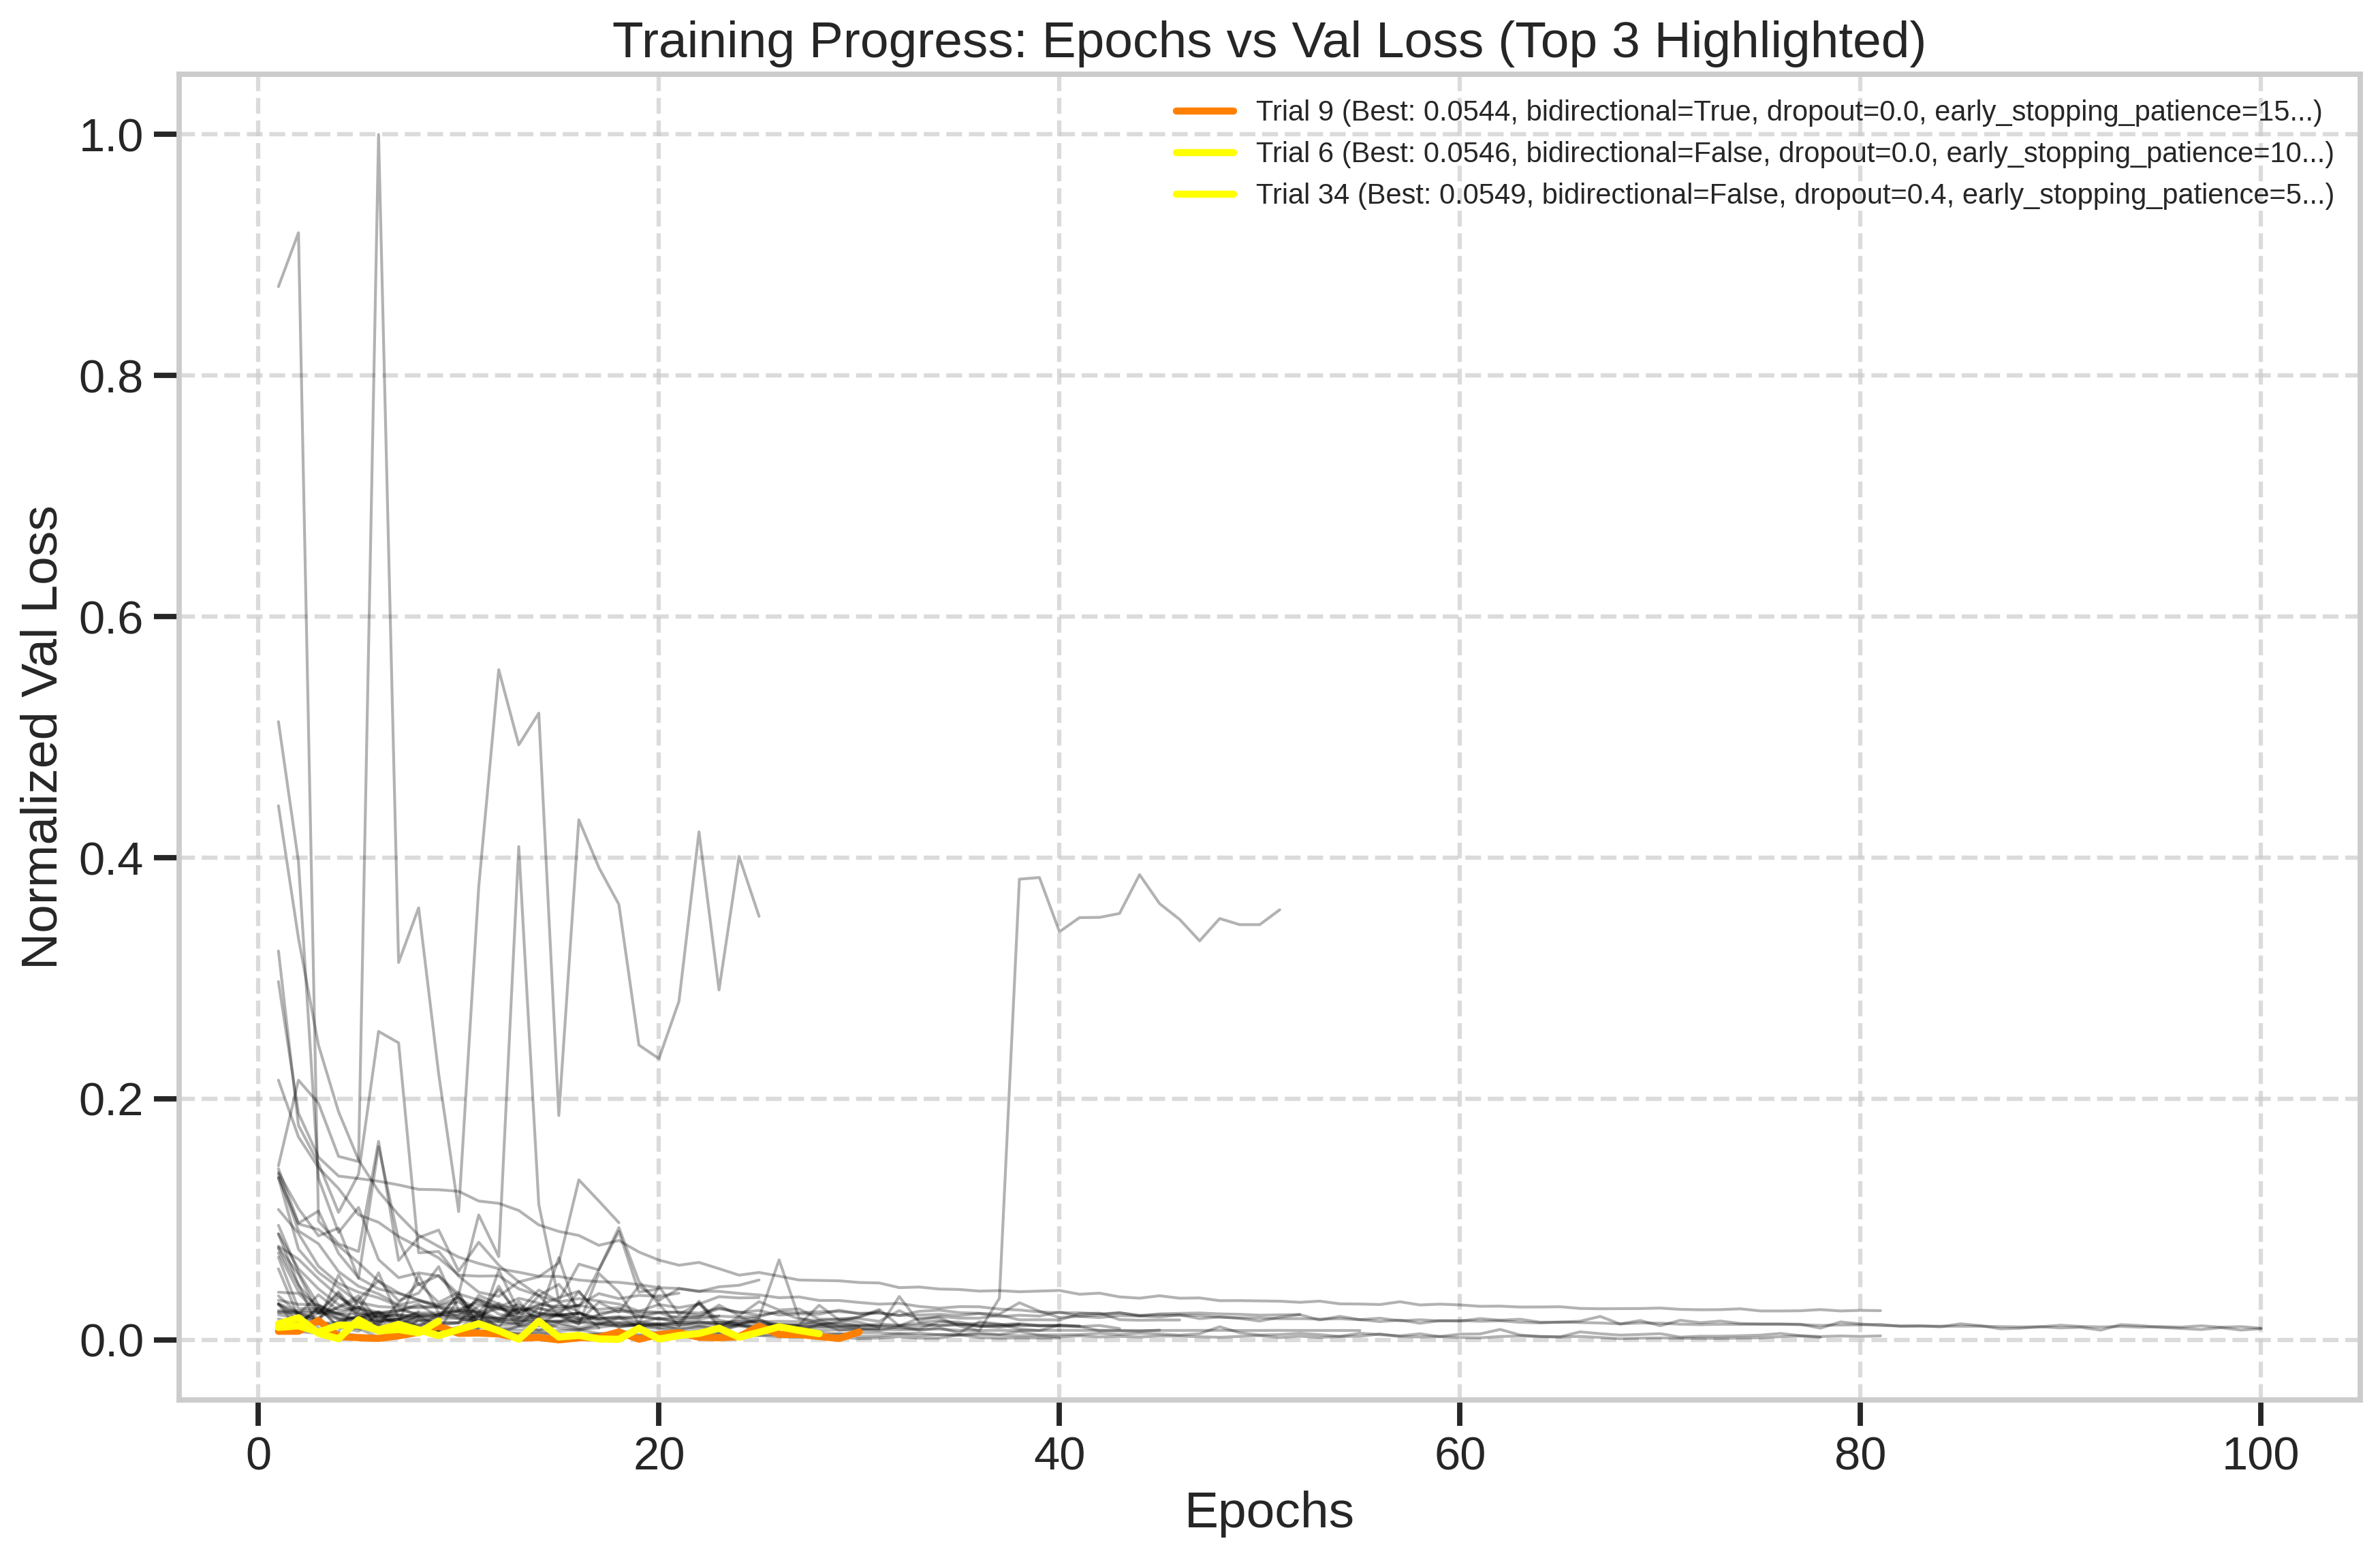 Training Progress: Epochs vs Val Loss (Top 3 Highlighted)
Trial 9 (Best: 0.0544, bidirectional=True, dropout=0.0, early_stopping_patience=15...)
Trial 6 (Best: 0.0546, bidirectional=False, dropout=0.0, early_stopping_patience=10...)
Trial 34 (Best: 0.0549, bidirectional=False, dropout=0.4, early_stopping_patience=5...)
Normalized Val Loss
1.0
0.8
0.6
0.4
0.2
0.0
0 20 40 60 80 100
Epochs